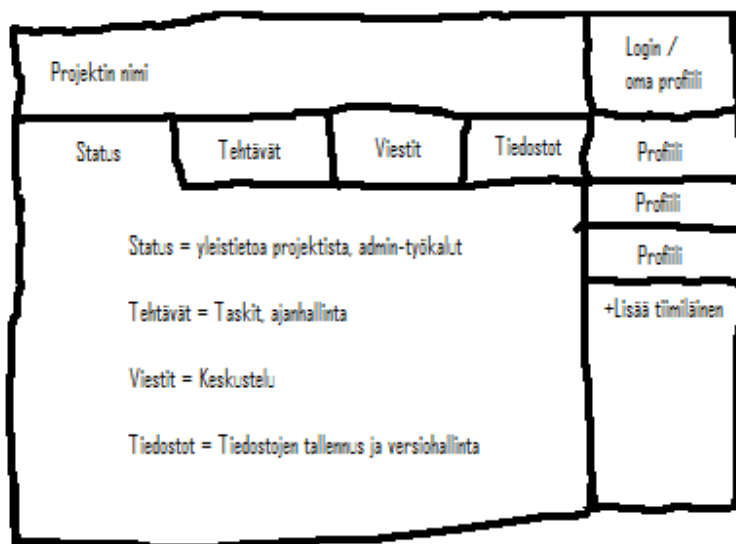 Projektin nimi
Login /
oma profiili
Status
Tehtävät
Viestit
Tiedostot
Profiili
Profiili
Profiili
+Lisää tiimiläinen
Status = yleistietoa projektista, admin-työkalut
Tehtävät = Taskit, ajanhallinta
Viestit = Keskustelu
Tiedostot = Tiedostojen tallennus ja versiohallinta